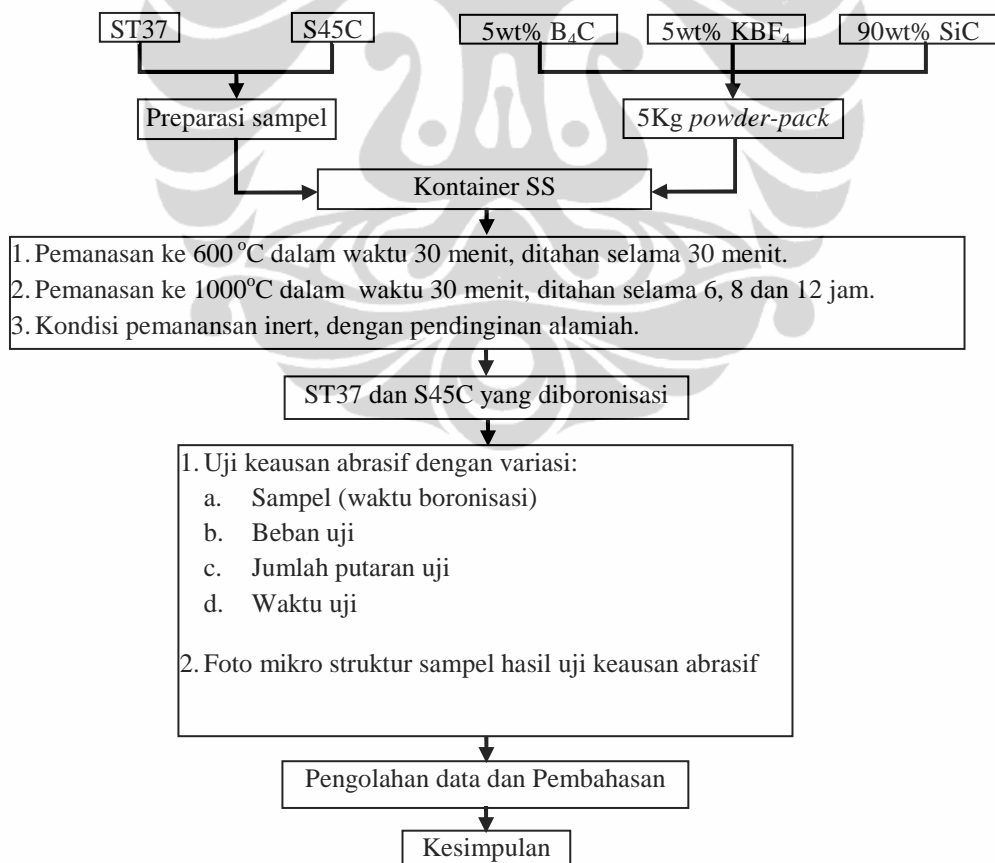 ST37
S45C
5wt% B₄C
5wt% KBF₄
90wt% SiC
Preparasi sampel
5Kg powder-pack
Kontainer SS
1. Pemanasan ke 600 °C dalam waktu 30 menit, ditahan selama 30 menit.
2. Pemanasan ke 1000°C dalam waktu 30 menit, ditahan selama 6, 8 dan 12 jam.
3. Kondisi pemanansan inert, dengan pendinginan alamiah.
ST37 dan S45C yang diboronisasi
1. Uji keausan abrasif dengan variasi:
a. Sampel (waktu boronisasi)
b. Beban uji
c. Jumlah putaran uji
d. Waktu uji
2. Foto mikro struktur sampel hasil uji keausan abrasif
Pengolahan data dan Pembahasan
Kesimpulan